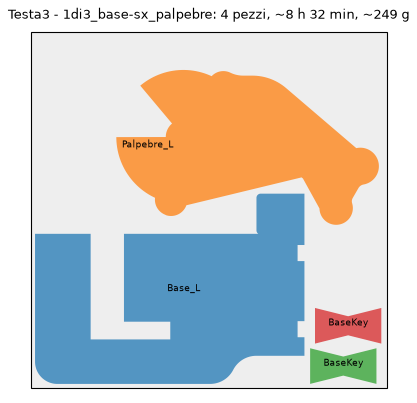 Testa3 - 1di3_base-sx_palpebre: 4 pezzi, ~8 h 32 min, ~249 g
Palpebre_L
Base_L
BaseKey
BaseKey